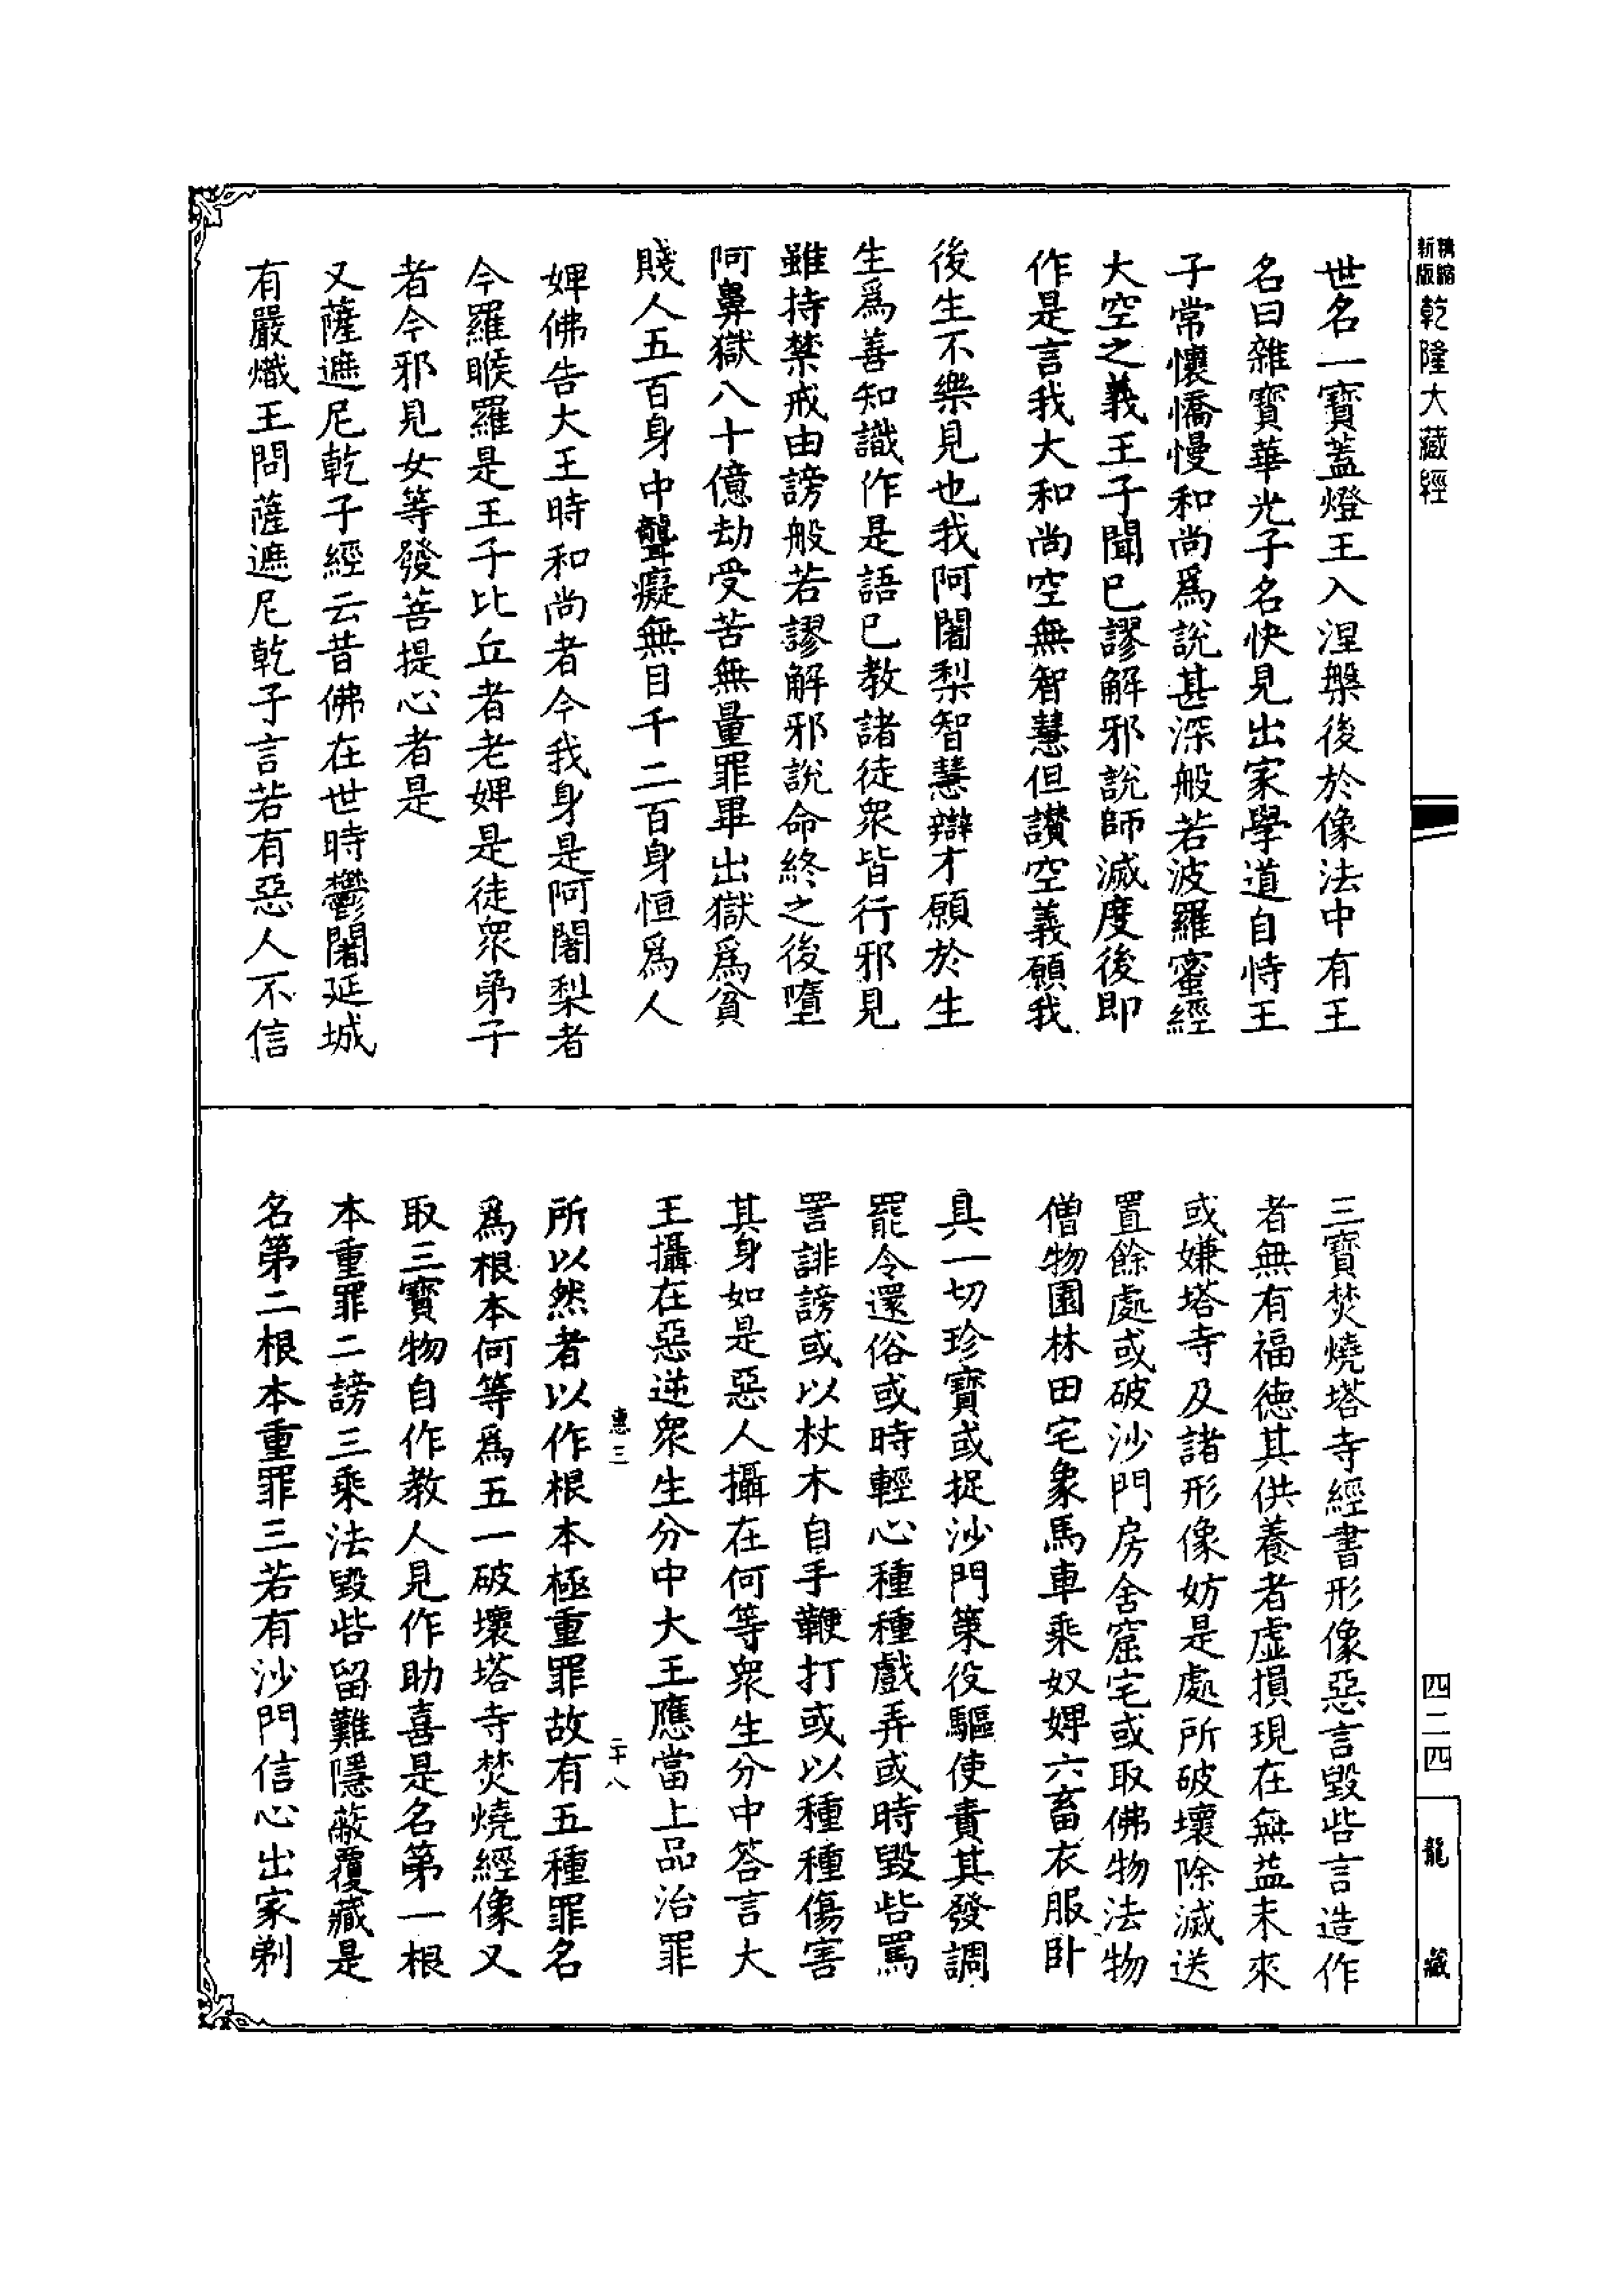 精縮
新版
乾隆大藏經
世名一寶蓋燈王入涅槃後於像法中有王
名曰雜寶華光子名快見出家學道自恃王
子常懷憍慢和尚爲說甚深般若波羅蜜經
大空之義王子聞已謬解邪說師滅度後即
作是言我大和尚空無智慧但讚空義願我
後生不樂見也我阿闍梨智慧辯才願於生
生爲善知識作是語已教諸徒衆皆行邪見
雖持禁戒由謗般若謬解邪說命終之後墮
阿鼻獄八十億劫受苦無量罪畢出獄爲貧
賤人五百身中聾癡無目千二百身恒爲人
婢佛告大王時和尚者今我身是阿闍梨者
今羅睺羅是王子比丘者老婢是徒衆弟子
者今邪見女等發菩提心者是
又薩遮尼乾子經云昔佛在世時鬱闍延城
有嚴熾王問薩遮尼乾子言若有惡人不信
三寶焚燒塔寺經書形像惡言毀呰言造作
者無有福德其供養者虛損現在無益未來
或嫌塔寺及諸形像妨是處所破壞除滅送
置餘處或破沙門房舍窟宅或取佛物法物
僧物園林田宅象馬車乘奴婢六畜衣服卧
具一切珍寶或捉沙門策役驅使責其發調
罷令還俗或時輕心種種戲弄或時毀呰罵
詈誹謗或以杖木自手鞭打或以種種傷害
其身如是惡人攝在何等衆生分中答言大
王攝在惡逆衆生分中大王應當上品治罪
惠三
二十八
所以然者以作根本極重罪故有五種罪名
爲根本何等爲五一破壞塔寺焚燒經像又
取三寶物自作教人見作助喜是名第一根
本重罪二謗三乘法毀呰留難隱蔽覆藏是
名第二根本重罪三若有沙門信心出家剃
四二四
龍藏